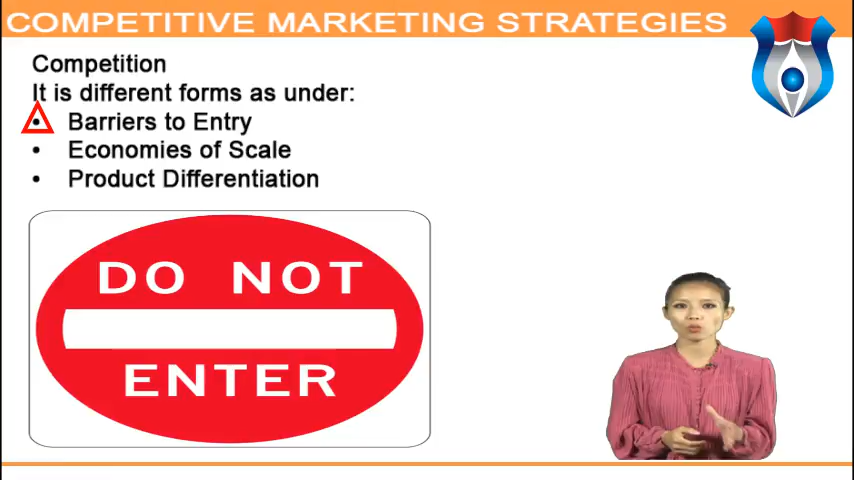 COMPETITIVE MARKETING STRATEGIES
Competition
It is different forms as under:
• Barriers to Entry
• Economies of Scale
• Product Differentiation
DO NOT
ENTER